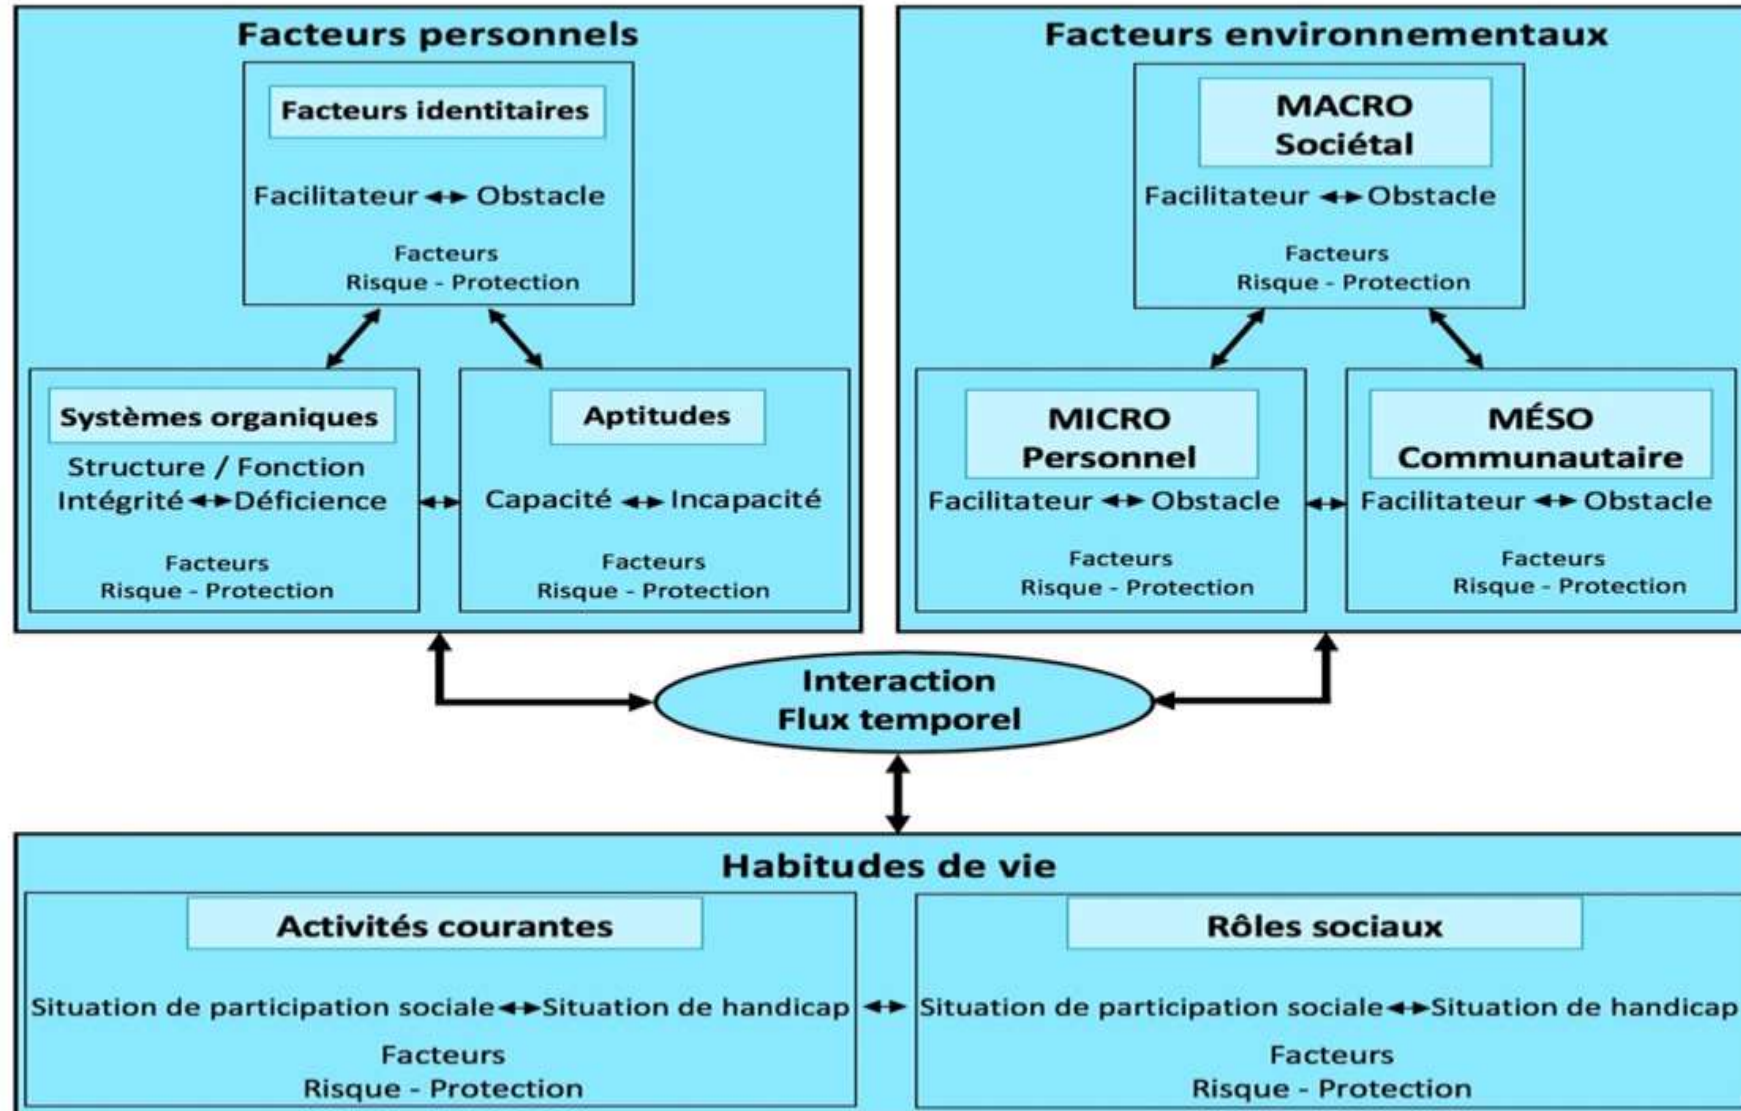 Facteurs personnels
Facteurs identitaires
Facilitateur ↔ Obstacle
Facteurs
Risque - Protection
Systèmes organiques
Structure / Fonction
Intégrité ↔ Déficience
Facteurs
Risque - Protection
Aptitudes
Capacité ↔ Incapacité
Facteurs
Risque - Protection
Facteurs environnementaux
MACRO
Sociétal
Facilitateur ↔ Obstacle
Facteurs
Risque - Protection
MICRO
Personnel
Facilitateur ↔ Obstacle
Facteurs
Risque - Protection
MÉSO
Communautaire
Facilitateur ↔ Obstacle
Facteurs
Risque - Protection
Interaction
Flux temporel
Habitudes de vie
Activités courantes
Situation de participation sociale ↔ Situation de handicap
Facteurs
Risque - Protection
Rôles sociaux
Situation de participation sociale ↔ Situation de handicap
Facteurs
Risque - Protection